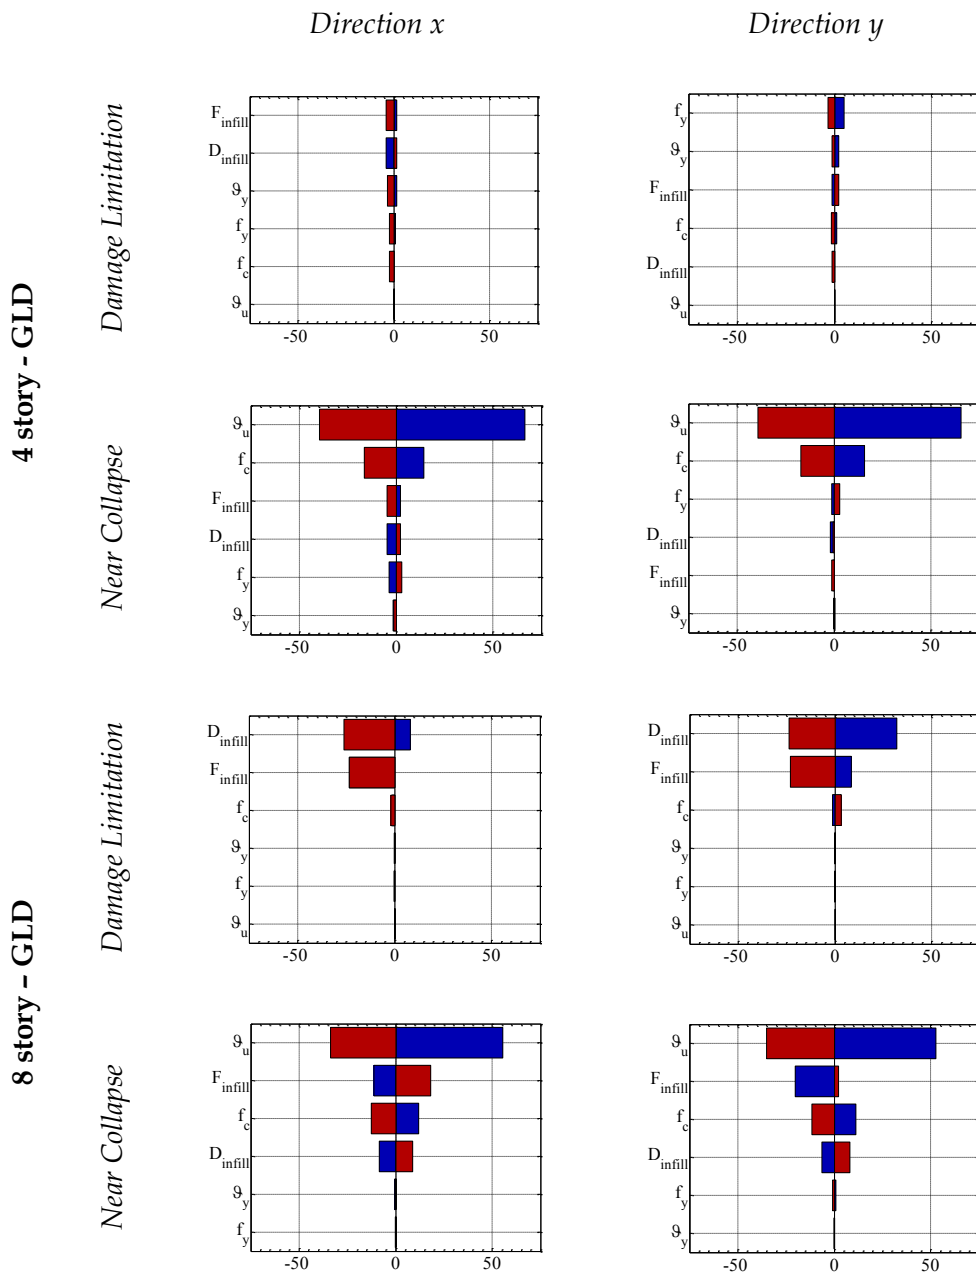 Direction x
Direction y
4 story - GLD
Damage Limitation
F_infill
D_infill
ϑ_y
f_y
f_c
ϑ_u
-50 0 50
f_y
ϑ_y
F_infill
f_c
D_infill
ϑ_u
-50 0 50
Near Collapse
ϑ_u
f_c
F_infill
D_infill
f_y
ϑ_y
-50 0 50
ϑ_u
f_c
f_y
D_infill
F_infill
ϑ_y
-50 0 50
8 story – GLD
Damage Limitation
D_infill
F_infill
f_c
ϑ_y
f_y
ϑ_u
-50 0 50
D_infill
F_infill
f_c
ϑ_y
f_y
ϑ_u
-50 0 50
Near Collapse
ϑ_u
F_infill
f_c
D_infill
ϑ_y
f_y
-50 0 50
ϑ_u
F_infill
f_c
D_infill
f_y
ϑ_y
-50 0 50